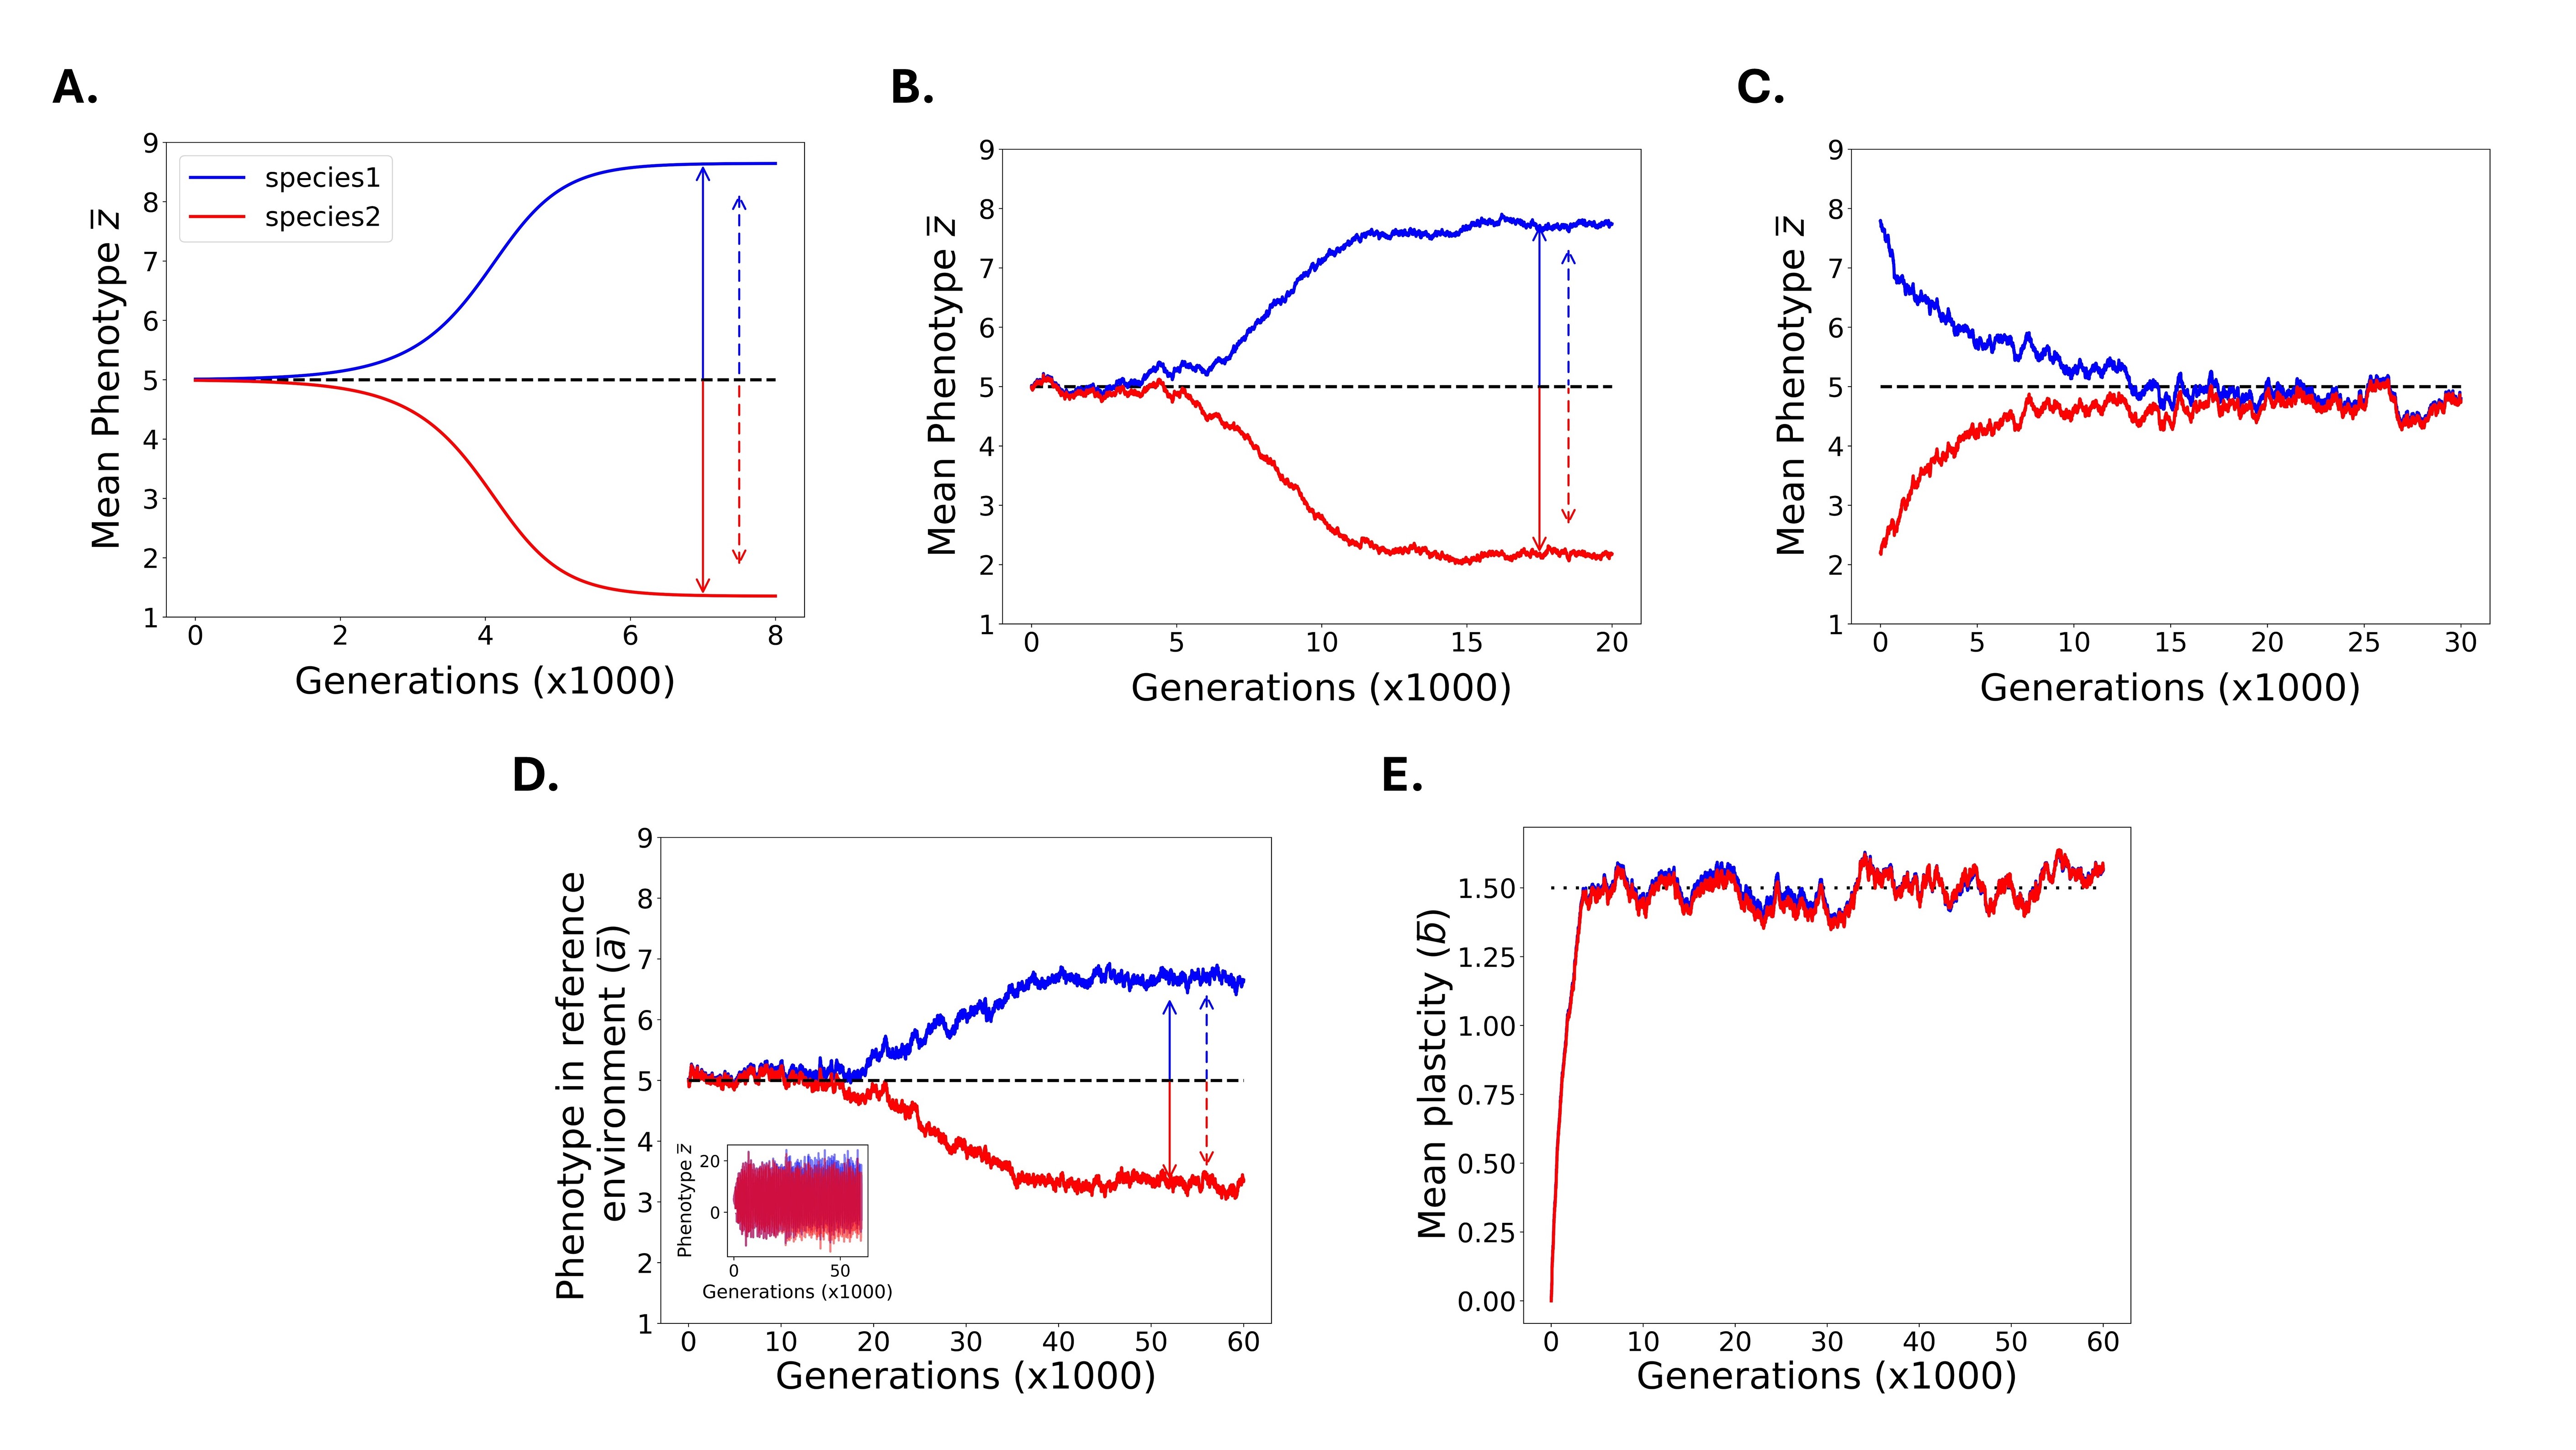 A.
9
8
7
6
5
4
3
2
1
Mean Phenotype z̅
species1
species2
0 2 4 6 8
Generations (x1000)
B.
9
8
7
6
5
4
3
2
1
Mean Phenotype z̅
0 5 10 15 20
Generations (x1000)
C.
9
8
7
6
5
4
3
2
1
Mean Phenotype z̅
0 5 10 15 20 25 30
Generations (x1000)
D.
9
8
7
6
5
4
3
2
1
Phenotype in reference
environment (a̅)
20
0
Phenotype z̅
0 50
Generations (x1000)
0 10 20 30 40 50 60
Generations (x1000)
E.
1.50
1.25
1.00
0.75
0.50
0.25
0.00
Mean plastcity (b̅)
0 10 20 30 40 50 60
Generations (x1000)